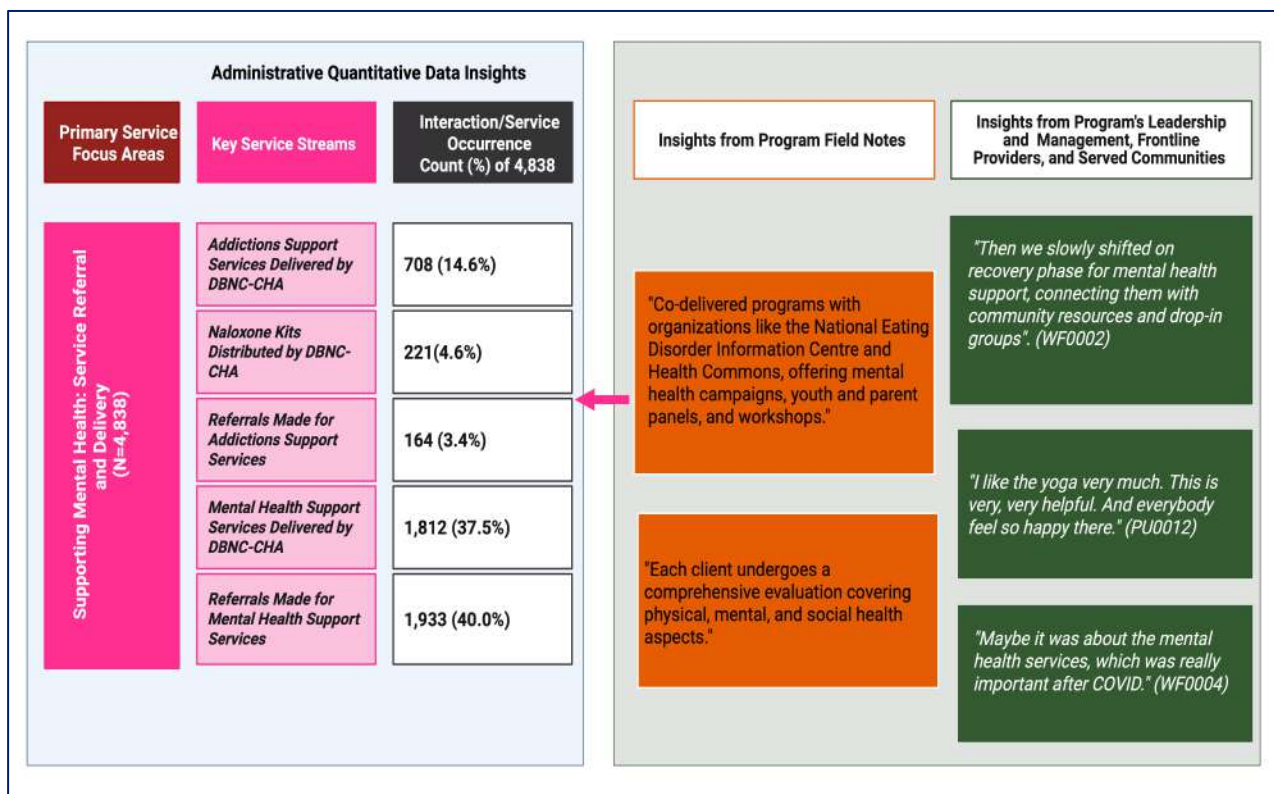 Administrative Quantitative Data Insights
Primary Service
Focus Areas
Key Service Streams
Interaction/Service
Occurrence
Count (%) of 4,838
Supporting Mental Health: Service Referral
and Delivery
(N=4,838)
Addictions Support
Services Delivered by
DBNC-CHA
708 (14.6%)
Naloxone Kits
Distributed by DBNC-
CHA
221(4.6%)
Referrals Made for
Addictions Support
Services
164 (3.4%)
Mental Health Support
Services Delivered by
DBNC-CHA
1,812 (37.5%)
Referrals Made for
Mental Health Support
Services
1,933 (40.0%)
Insights from Program Field Notes
"Co-delivered programs with
organizations like the National Eating
Disorder Information Centre and
Health Commons, offering mental
health campaigns, youth and parent
panels, and workshops."
"Each client undergoes a
comprehensive evaluation covering
physical, mental, and social health
aspects."
Insights from Program's Leadership
and Management, Frontline
Providers, and Served Communities
"Then we slowly shifted on
recovery phase for mental health
support, connecting them with
community resources and drop-in
groups". (WF0002)
"I like the yoga very much. This is
very, very helpful. And everybody
feel so happy there." (PU0012)
"Maybe it was about the mental
health services, which was really
important after COVID." (WF0004)